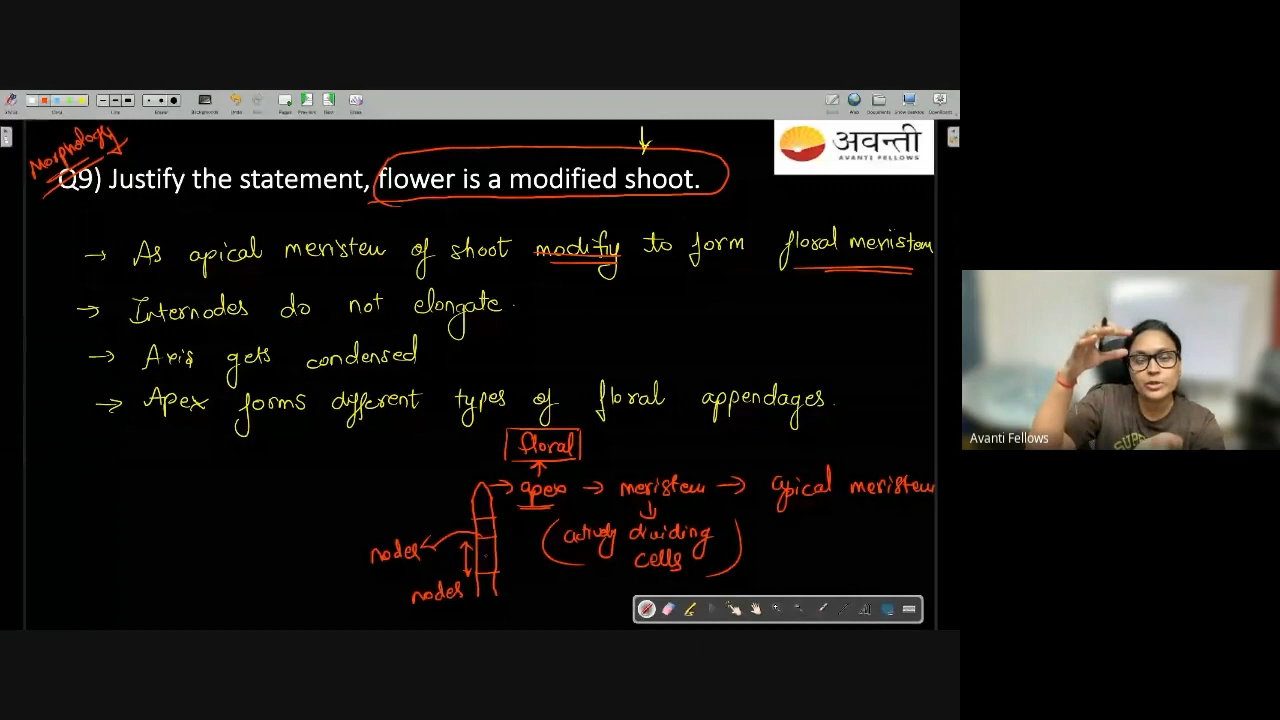 Morphology
Q9) Justify the statement, flower is a modified shoot.
अवन्ती
AVANTI FELLOWS
→ As apical meristem of shoot modify to form floral meristem
→ Internodes do not elongate.
→ Axis gets condensed
→ Apex forms different types of floral appendages.
floral
→ apex → meristem → apical meristem
(actively dividing
cells)
nodes
nodes
Avanti Fellows